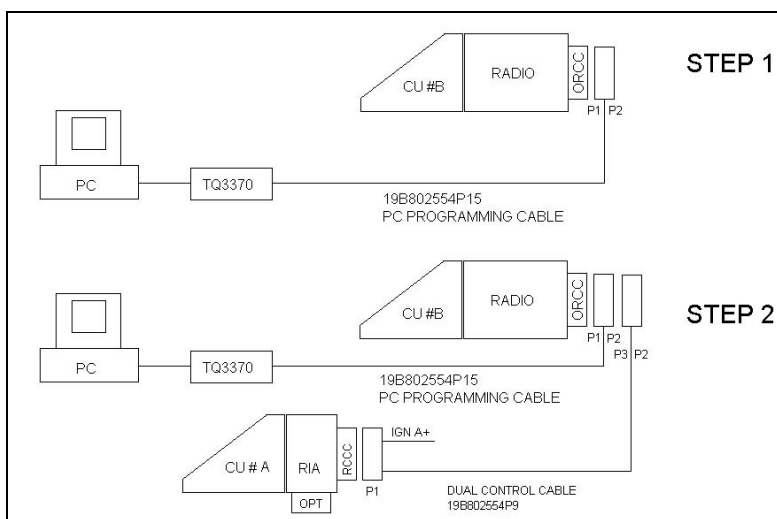 STEP 1
CU #B
RADIO
ORCC
P1
P2
PC
TQ3370
19B802554P15
PC PROGRAMMING CABLE
STEP 2
CU #B
RADIO
ORCC
P1
P2
P3
P2
PC
TQ3370
19B802554P15
PC PROGRAMMING CABLE
CU # A
RIA
RCCC
IGN A+
P1
OPT
DUAL CONTROL CABLE
19B802554P9